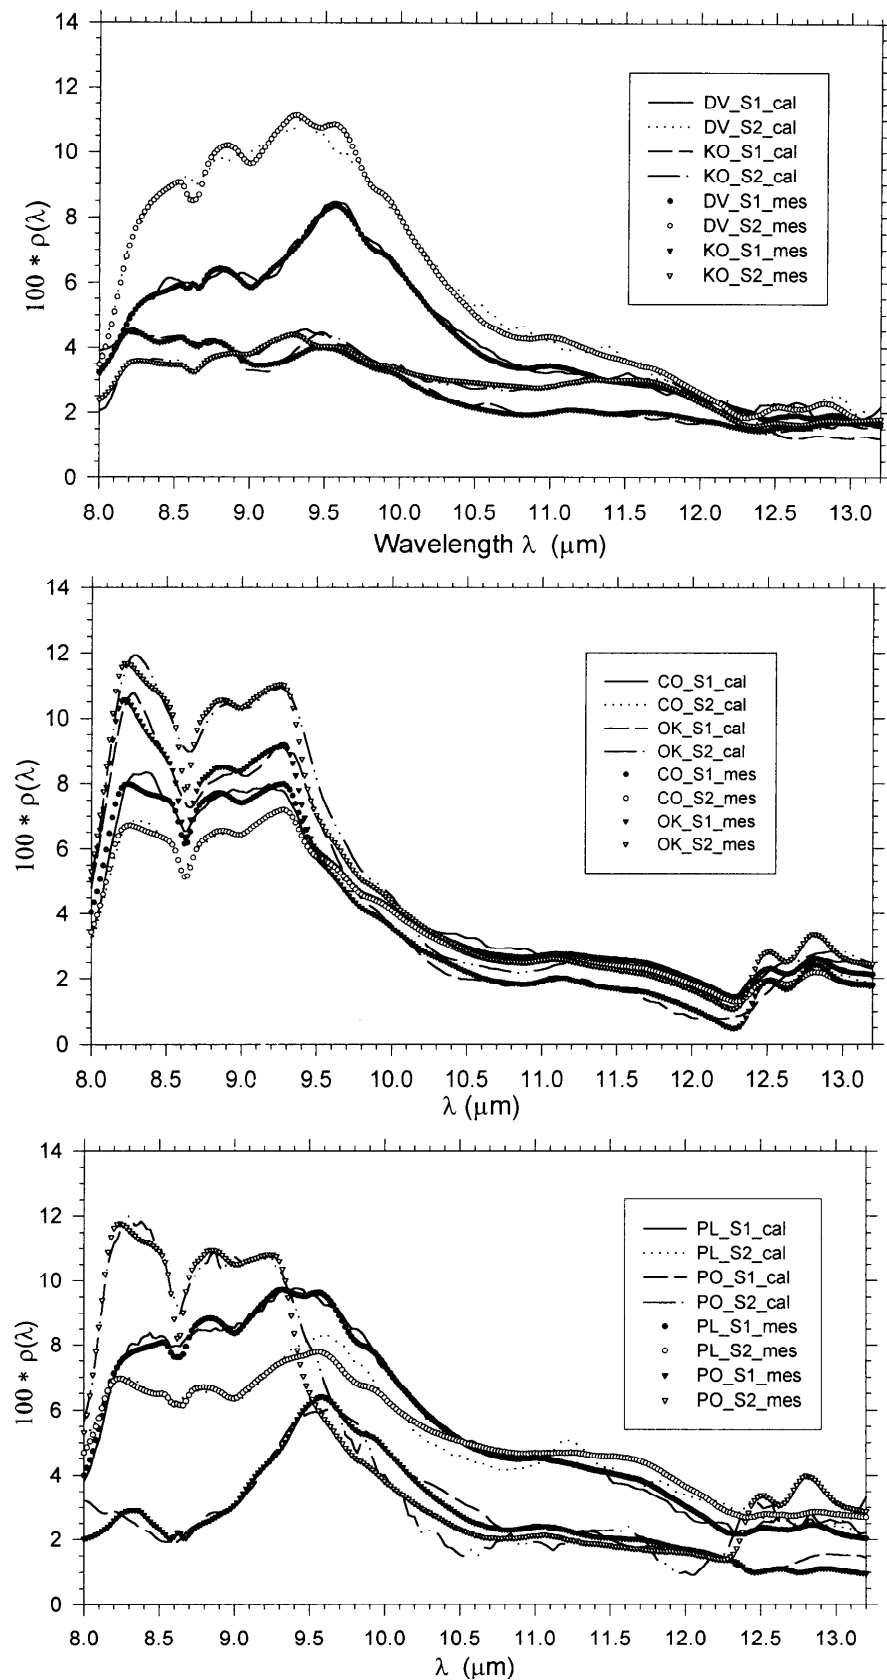 14
12
10
8
6
4
2
0
100 * ρ(λ)
DV_S1_cal
DV_S2_cal
KO_S1_cal
KO_S2_cal
DV_S1_mes
DV_S2_mes
KO_S1_mes
KO_S2_mes
8.0 8.5 9.0 9.5 10.0 10.5 11.0 11.5 12.0 12.5 13.0
Wavelength λ (μm)
14
12
10
8
6
4
2
0
100 * ρ(λ)
CO_S1_cal
CO_S2_cal
OK_S1_cal
OK_S2_cal
CO_S1_mes
CO_S2_mes
OK_S1_mes
OK_S2_mes
8.0 8.5 9.0 9.5 10.0 10.5 11.0 11.5 12.0 12.5 13.0
λ (μm)
14
12
10
8
6
4
2
0
100 * ρ(λ)
PL_S1_cal
PL_S2_cal
PO_S1_cal
PO_S2_cal
PL_S1_mes
PL_S2_mes
PO_S1_mes
PO_S2_mes
8.0 8.5 9.0 9.5 10.0 10.5 11.0 11.5 12.0 12.5 13.0
λ (μm)